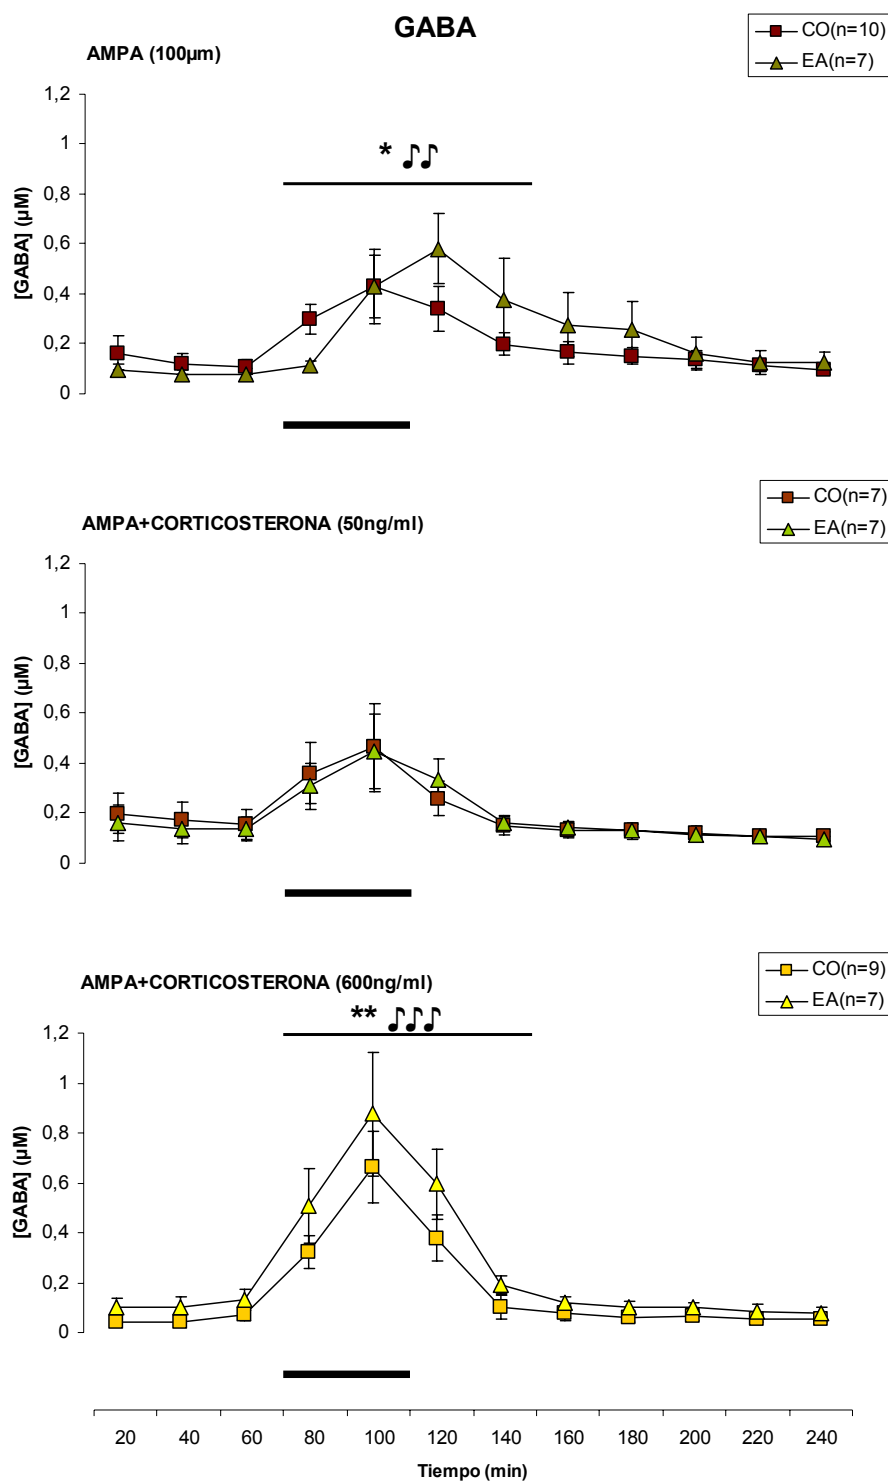 GABA
AMPA (100µm)
CO(n=10)
EA(n=7)
1,2
1
0,8
0,6
0,4
0,2
0
[GABA] (µM)
* ♪♪
AMPA+CORTICOSTERONA (50ng/ml)
CO(n=7)
EA(n=7)
1,2
1
0,8
0,6
0,4
0,2
0
[GABA] (µM)
AMPA+CORTICOSTERONA (600ng/ml)
CO(n=9)
EA(n=7)
** ♪♪♪
1,2
1
0,8
0,6
0,4
0,2
0
[GABA] (µM)
20 40 60 80 100 120 140 160 180 200 220 240
Tiempo (min)